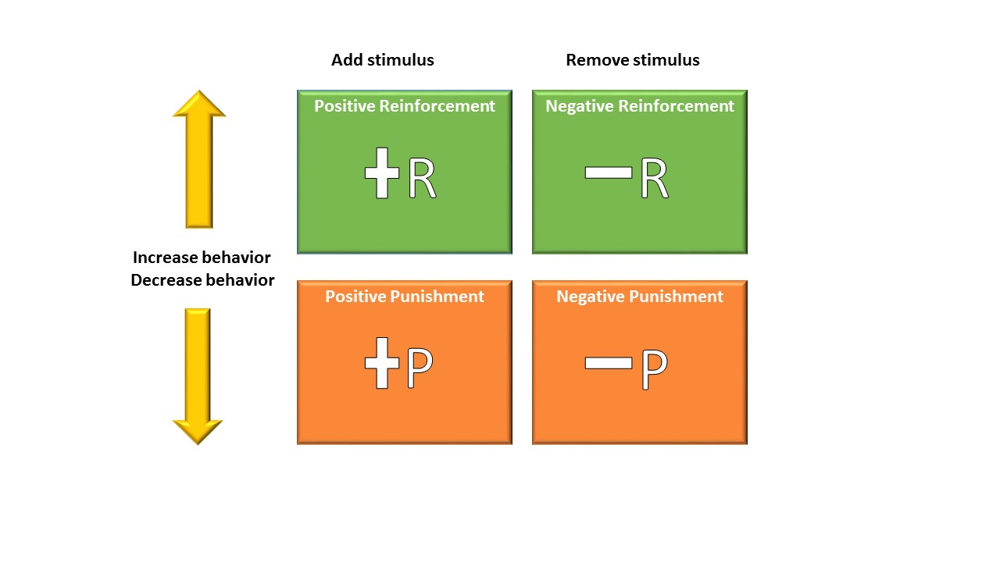 Add stimulus
Remove stimulus
Positive Reinforcement
Negative Reinforcement
+R
−R
Increase behavior
Decrease behavior
Positive Punishment
Negative Punishment
+P
−P